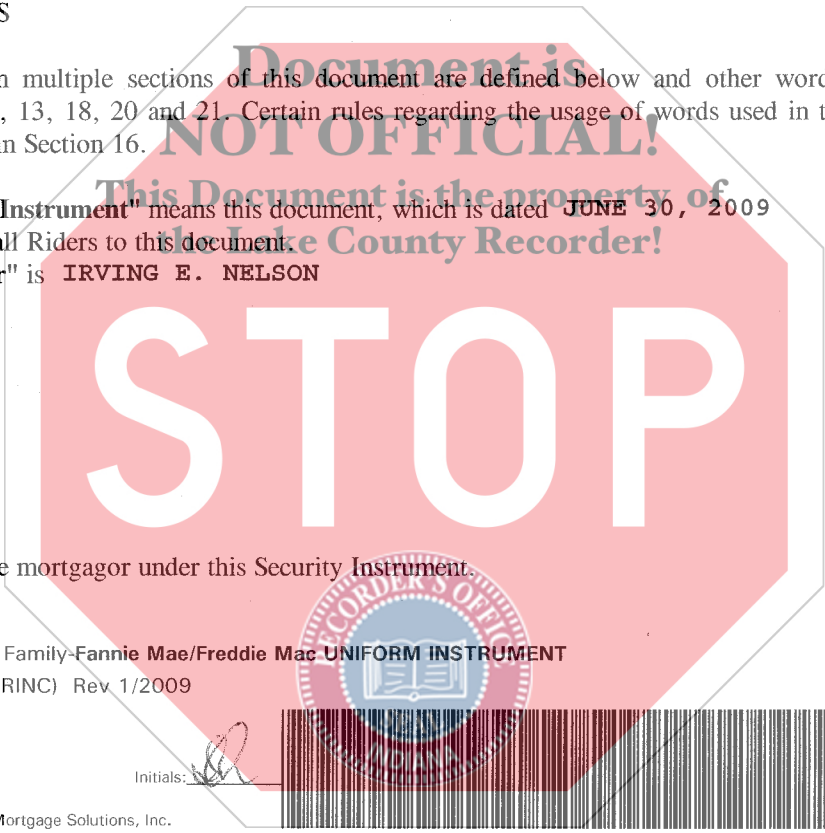 S
Document is
n multiple sections of this document are defined below and other word
, 13, 18, 20 and 21. Certain rules regarding the usage of words used in t
NOT OFFICIAL!
in Section 16.
This Document is the property of
Instrument" means this document, which is dated JUNE 30, 2009
the Lake County Recorder!
all Riders to this document.
r" is IRVING E. NELSON
STOP
e mortgagor under this Security Instrument.
RECORDER'S OFFICE
Family-Fannie Mae/Freddie Mac UNIFORM INSTRUMENT
RINC) Rev 1/2009
SEAL
INDIANA
Initials:
Mortgage Solutions, Inc.